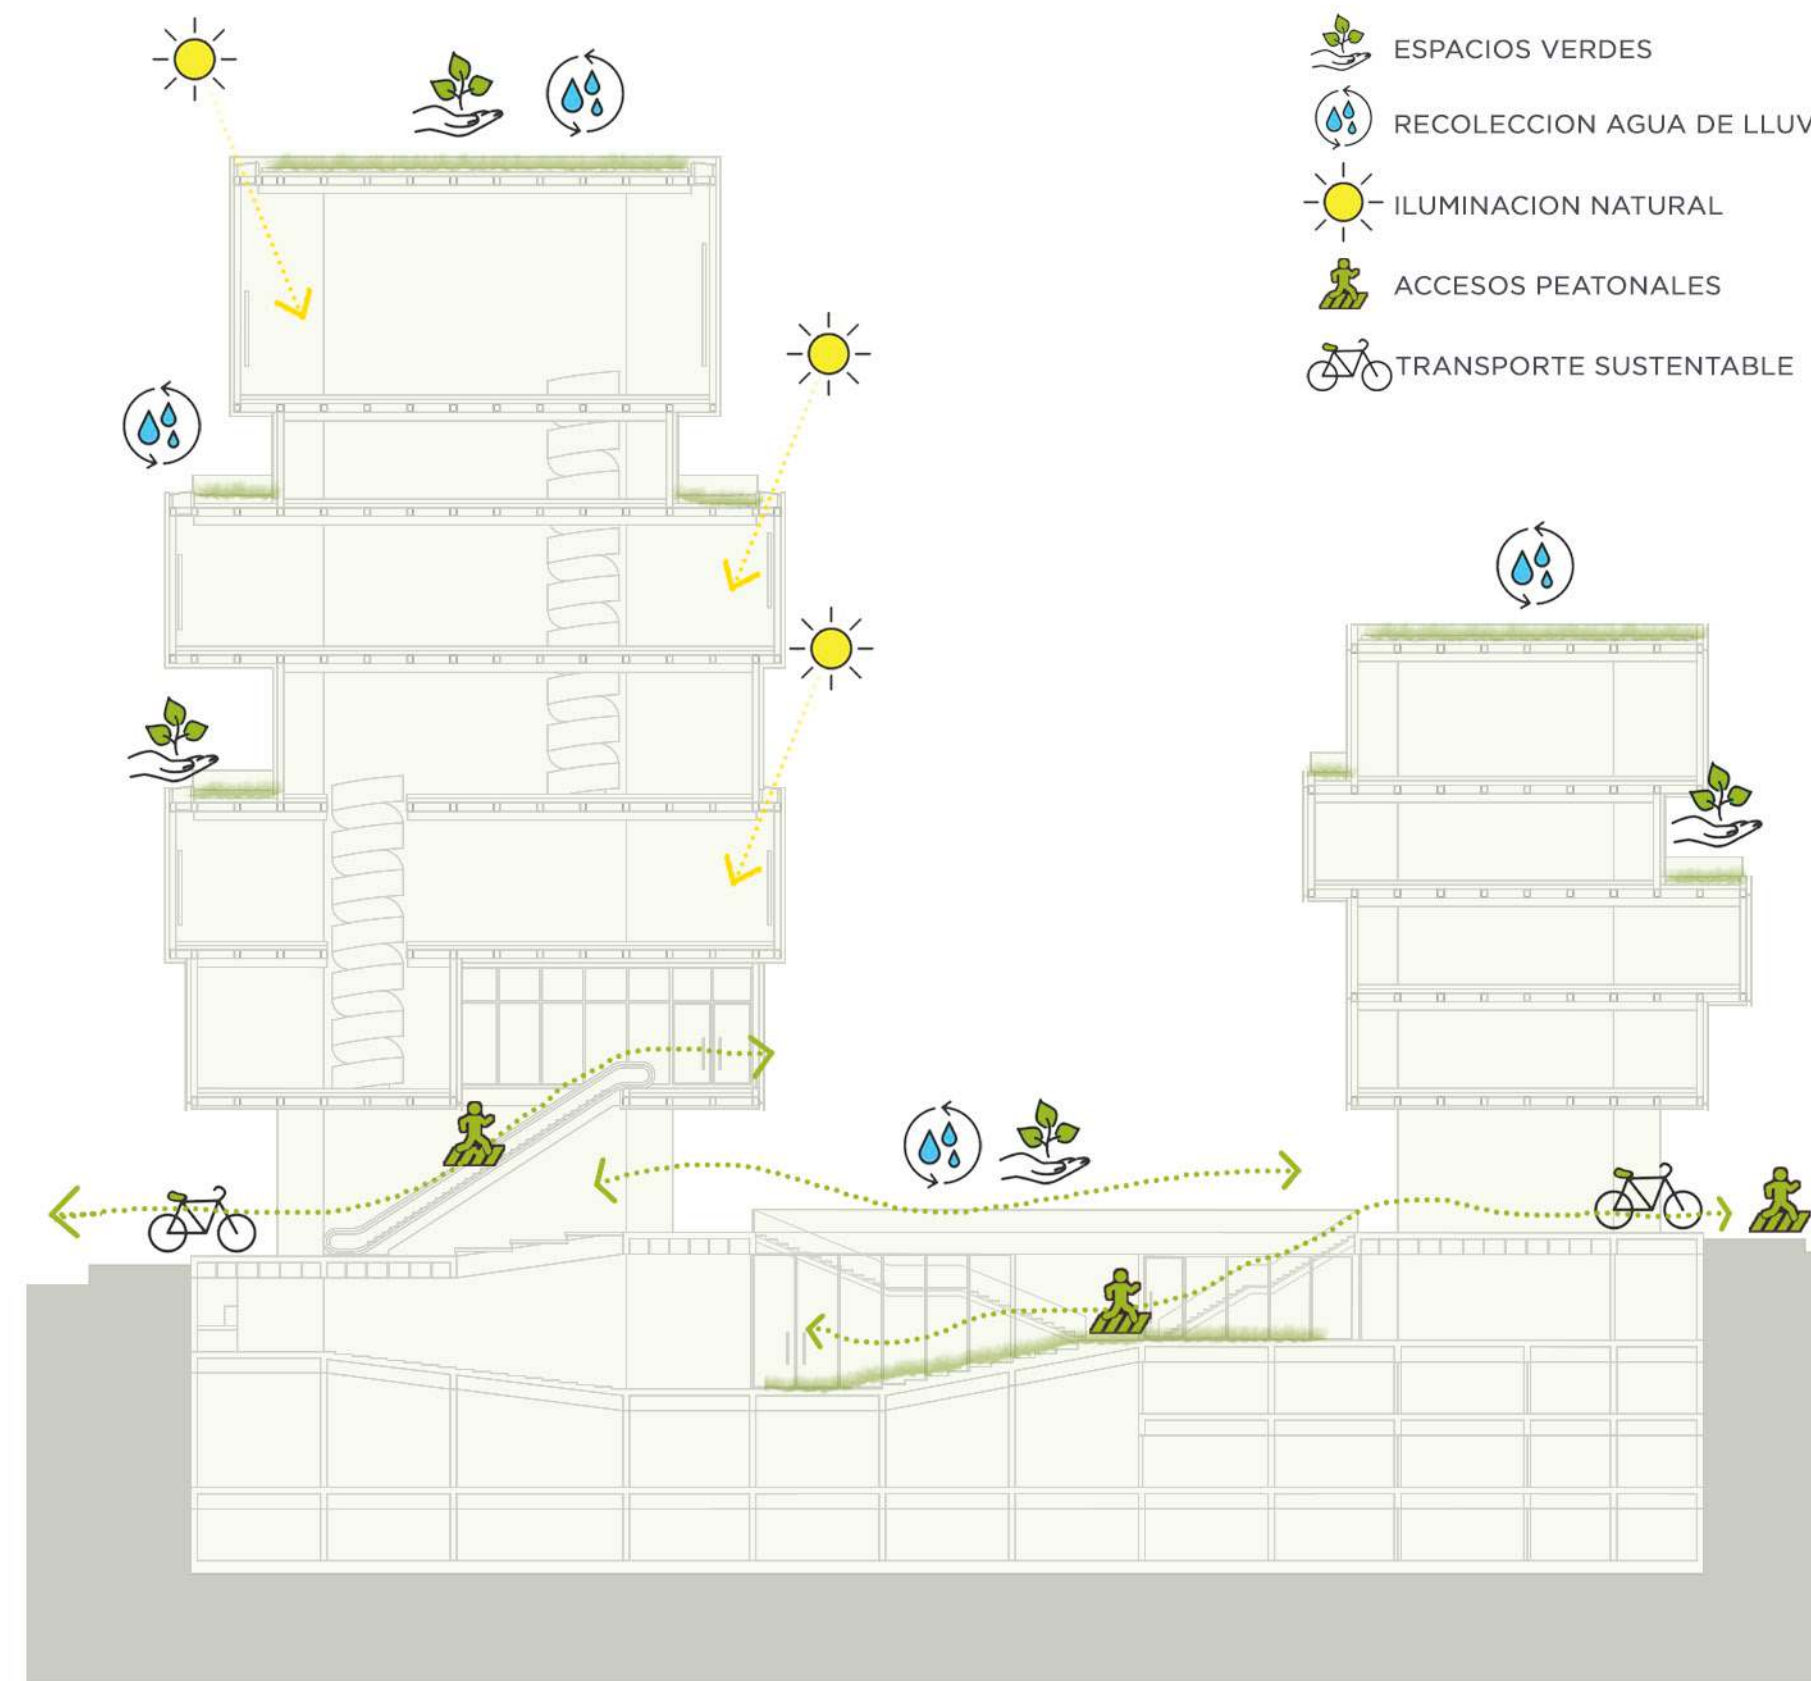 ESPACIOS VERDES
RECOLECCION AGUA DE LLUV
ILUMINACION NATURAL
ACCESOS PEATONALES
TRANSPORTE SUSTENTABLE